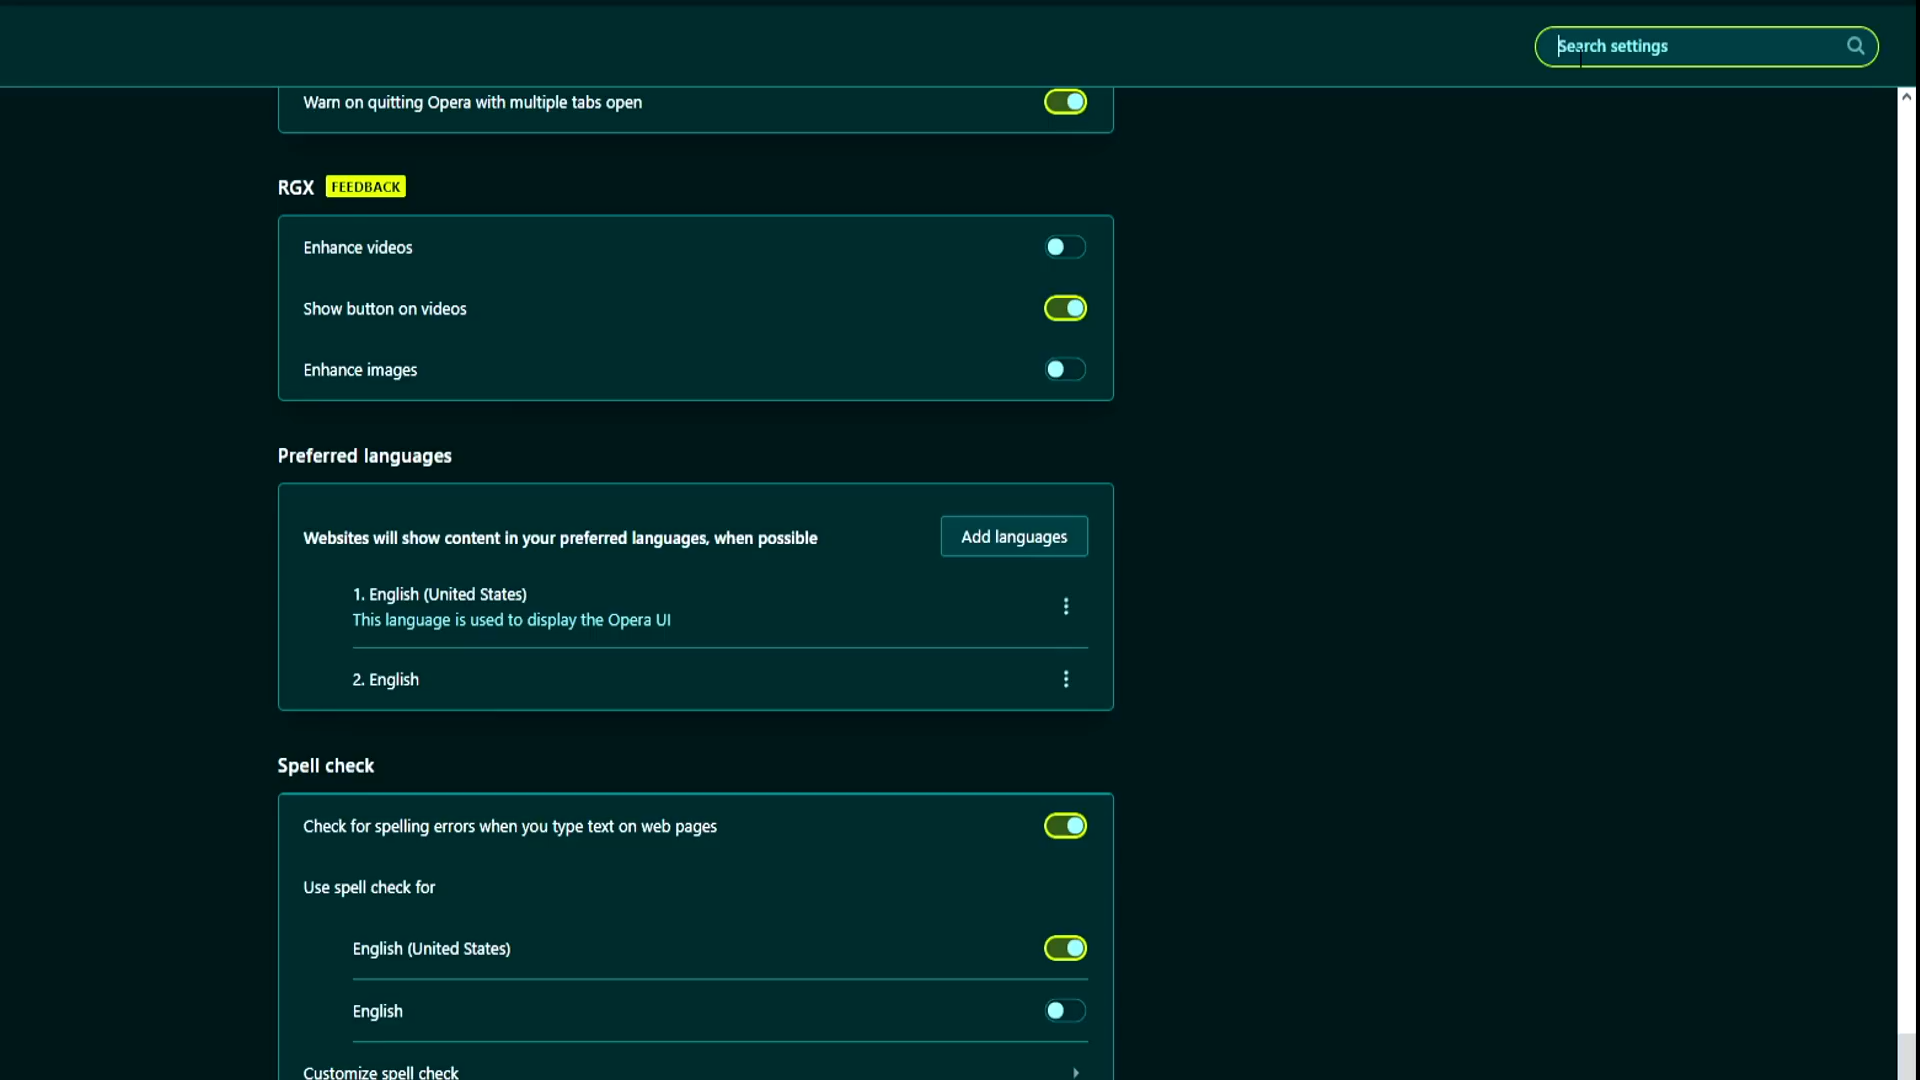 Search settings
Warn on quitting Opera with multiple tabs open
RGX FEEDBACK
Enhance videos
Show button on videos
Enhance images
Preferred languages
Websites will show content in your preferred languages, when possible
Add languages
1. English (United States)
This language is used to display the Opera UI
2. English
Spell check
Check for spelling errors when you type text on web pages
Use spell check for
English (United States)
English
Customize spell check